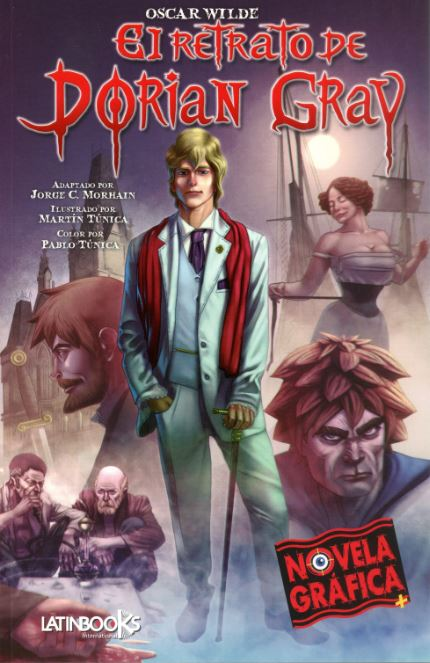 OSCAR WILDE
El retrato de
Dorian Gray
Adaptado por
Jorge C. Morhain
Ilustrado por
Martín Túnica
Color por
Pablo Túnica
NOVELA
GRÁFICA
+
LATINBOOKS
International